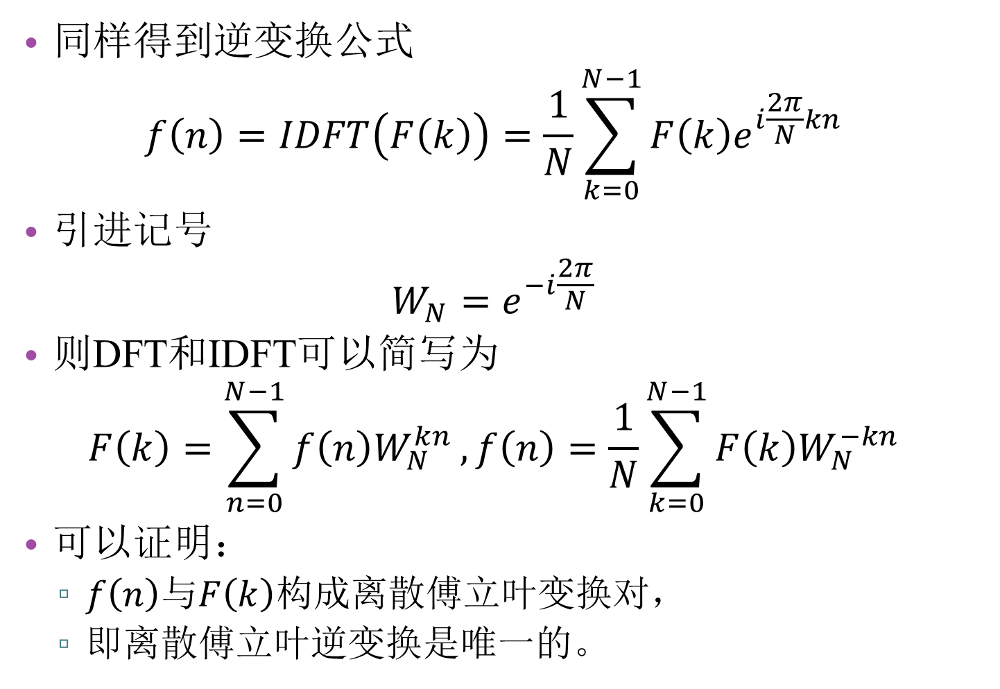 • 同样得到逆变换公式
$f(n) = IDFT(F(k)) = \frac{1}{N}\sum_{k=0}^{N-1} F(k)e^{i\frac{2\pi}{N}kn}$
• 引进记号
$W_N = e^{-i\frac{2\pi}{N}}$
• 则DFT和IDFT可以简写为
$F(k) = \sum_{n=0}^{N-1} f(n)W_N^{kn}, f(n) = \frac{1}{N}\sum_{k=0}^{N-1} F(k)W_N^{-kn}$
• 可以证明：
▫ $f(n)$与$F(k)$构成离散傅立叶变换对，
▫ 即离散傅立叶逆变换是唯一的。